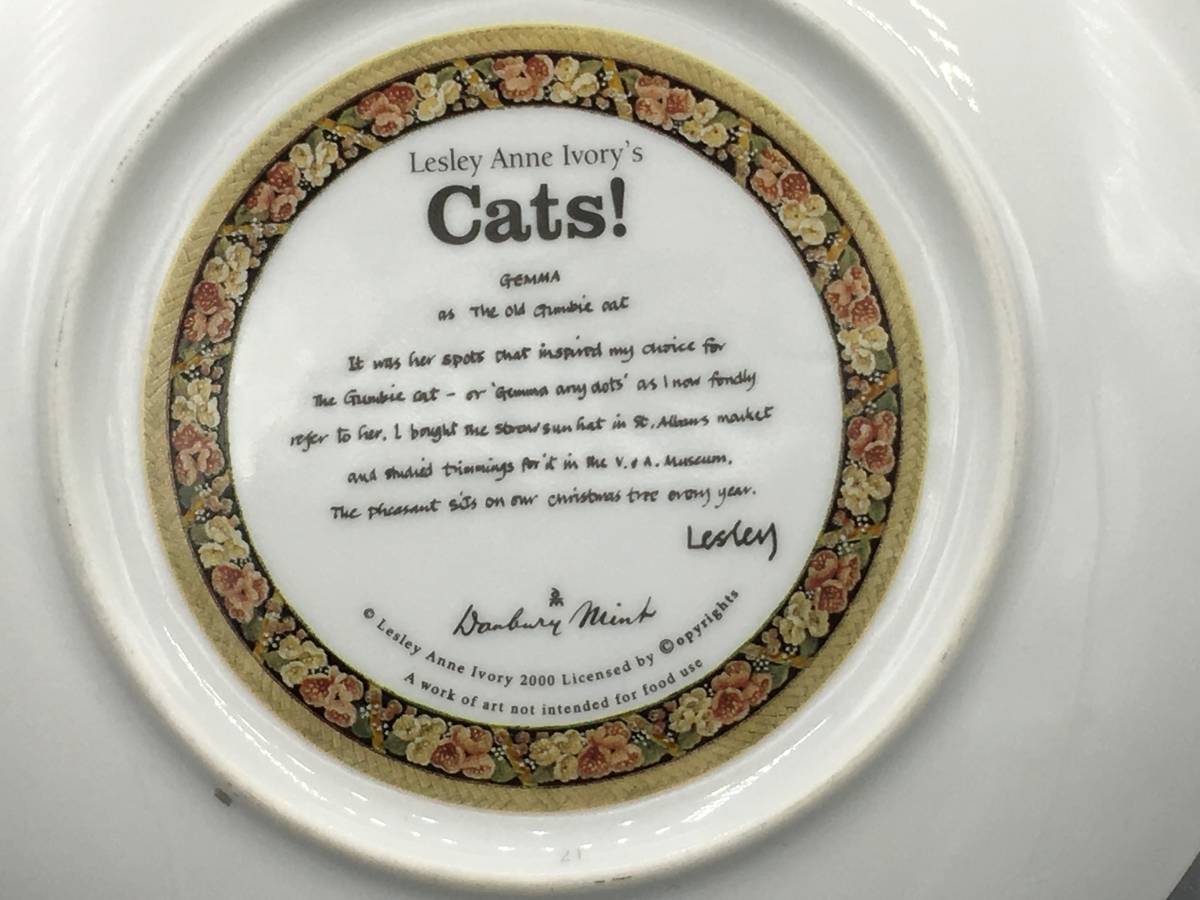 Lesley Anne Ivory's
Cats!
GEMMA
as The Old Gumbie cat
It was her spots that inspired my choice for
The Gumbie cat - or 'Gemma any dots' as I now fondly
refer to her. I bought the straw sun hat in St. Albans market
and studied trimmings for it in the V. & A. Museum.
The pheasant sits on our christmas tree every year.
Lesley
Danbury Mint
© Lesley Anne Ivory 2000 Licensed by ©opyrights
A work of art not intended for food use
21